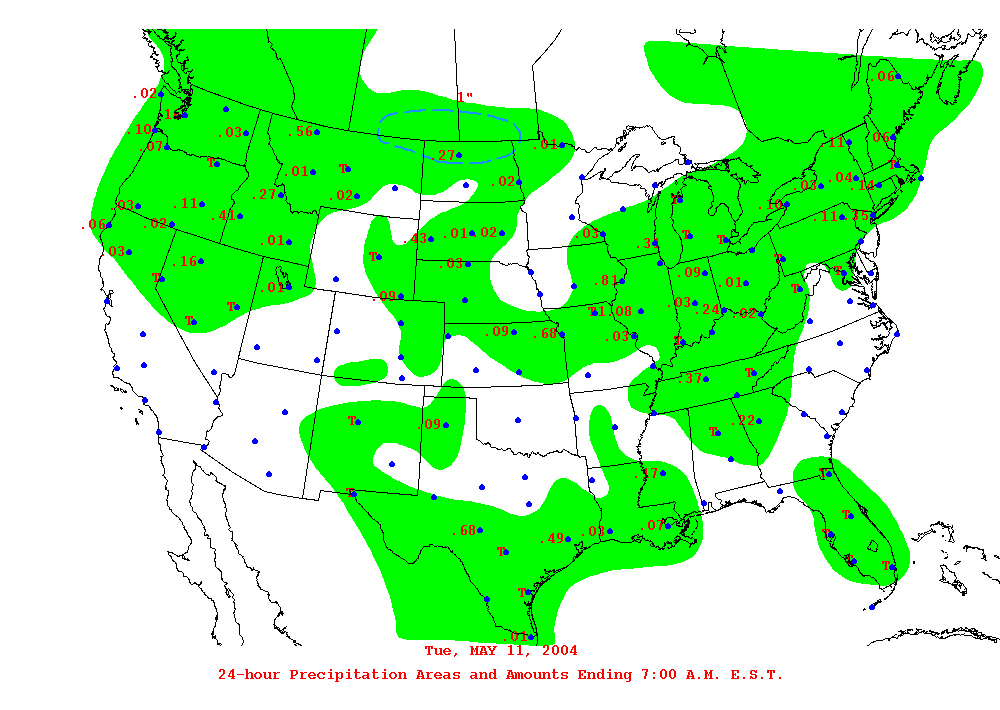 1"
.06
.02
.10
.03
.56
.11
.06
.07
.01
.27
T
T
T
.01
.02
.03
.04
.14
.27
.02
.03
.11
.41
.10
.11
.35
.06
.02
.43
.01
.02
.03
T
T
.03
.01
T
.16
.03
T
T
T
.01
.09
.81
.09
.01
T
T
T
1.08
.03
.24
.02
.09
.68
.03
T
.37
T
T
.09
.22
T
.17
T
T
.68
.49
.03
.07
T
T
T
T
T
.01
Tue, MAY 11, 2004
24-hour Precipitation Areas and Amounts Ending 7:00 A.M. E.S.T.